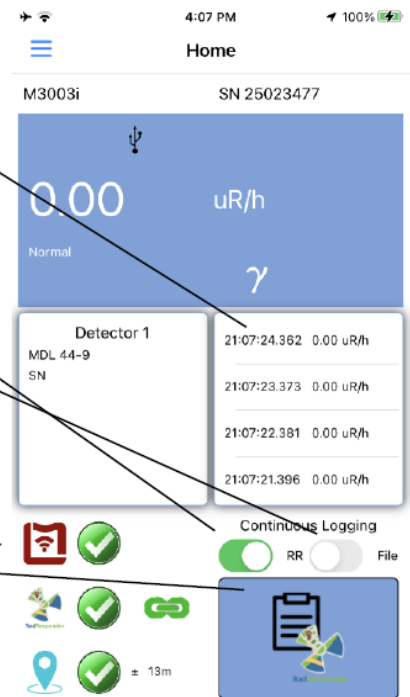 4:07 PM 100%
Home
M3003i SN 25023477
0.00 uR/h
Normal
γ
Detector 1
MDL 44-9
SN
21:07:24.362 0.00 uR/h
21:07:23.373 0.00 uR/h
21:07:22.381 0.00 uR/h
21:07:21.396 0.00 uR/h
Continuous Logging
RR File
RadResponder
± 13m
RadResponder